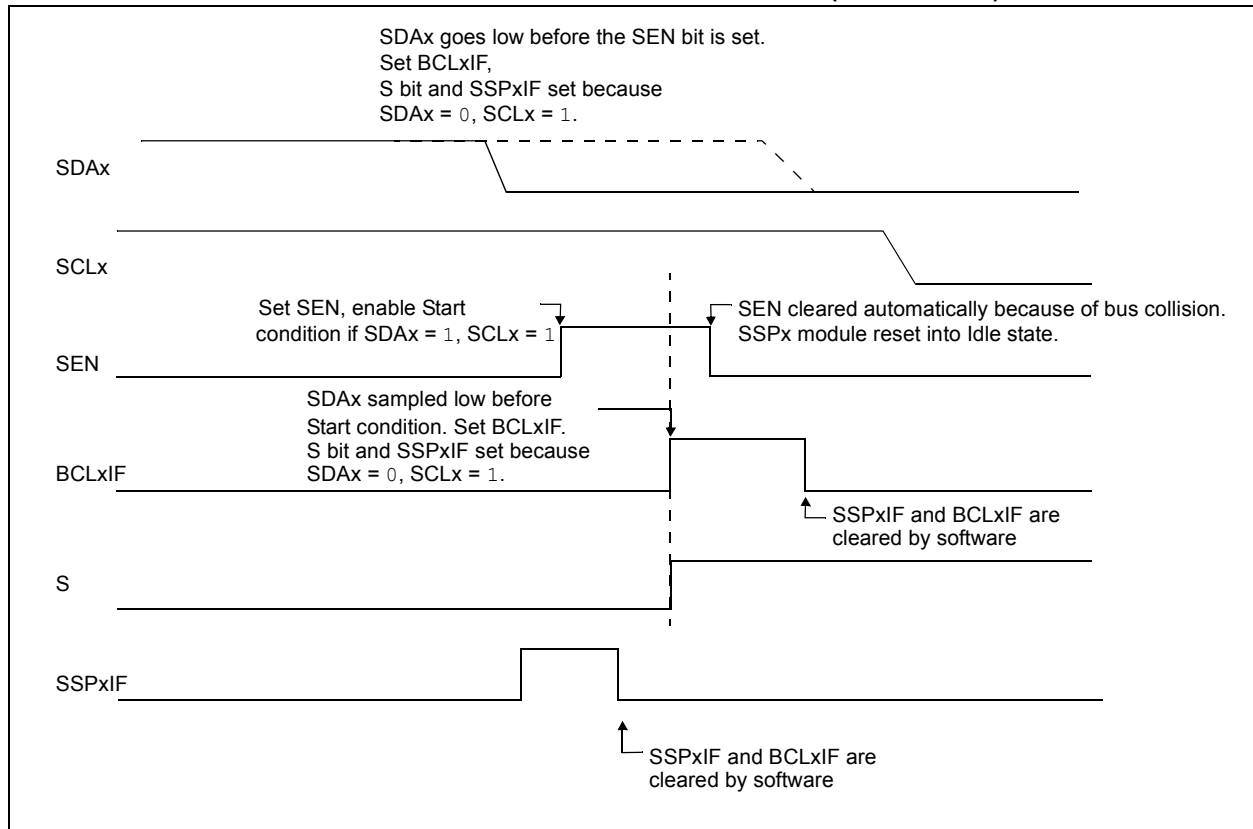 SDAx goes low before the SEN bit is set.
Set BCLxIF,
S bit and SSPxIF set because
SDAx = 0, SCLx = 1.
SDAx
SCLx
Set SEN, enable Start
condition if SDAx = 1, SCLx = 1
SEN cleared automatically because of bus collision.
SSPx module reset into Idle state.
SEN
SDAx sampled low before
Start condition. Set BCLxIF.
S bit and SSPxIF set because
SDAx = 0, SCLx = 1.
BCLxIF
SSPxIF and BCLxIF are
cleared by software
S
SSPxIF
SSPxIF and BCLxIF are
cleared by software